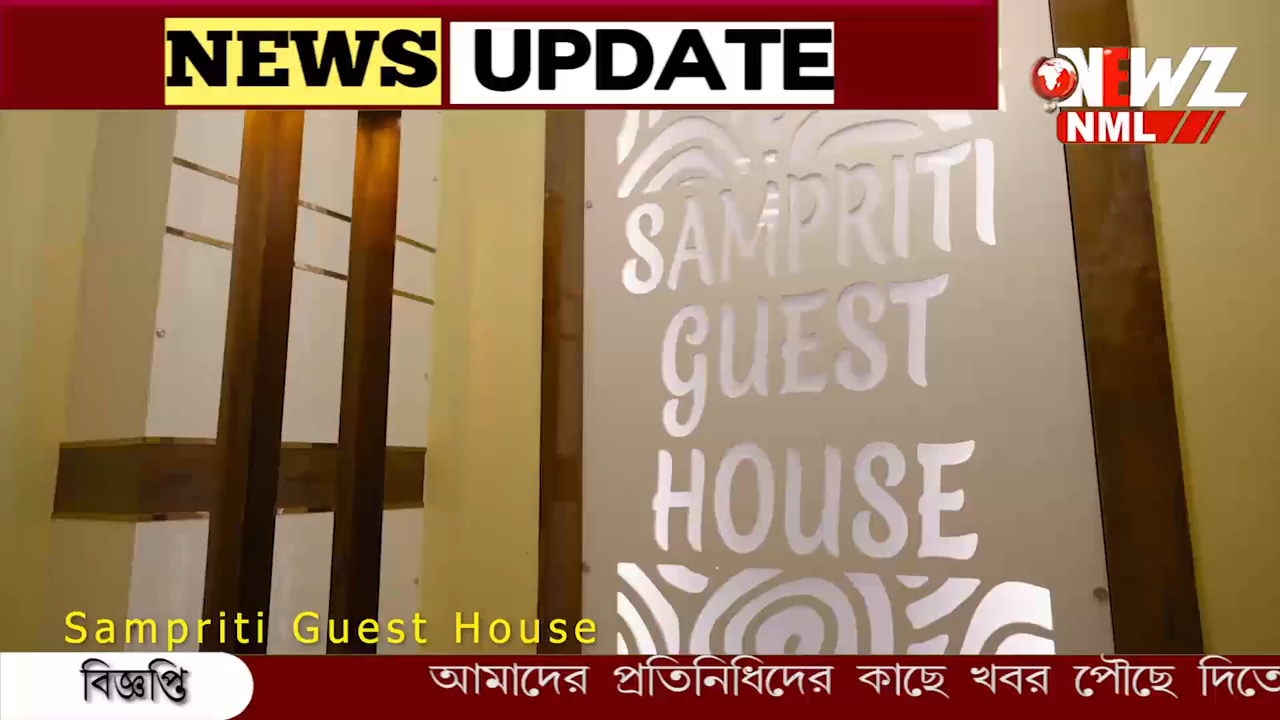 NEWS UPDATE
NEWZ
NML
SAMPRITI
GUEST
HOUSE
Sampriti Guest House
বিজ্ঞপ্তি
আমাদের প্রতিনিধিদের কাছে খবর পৌছে দিতে